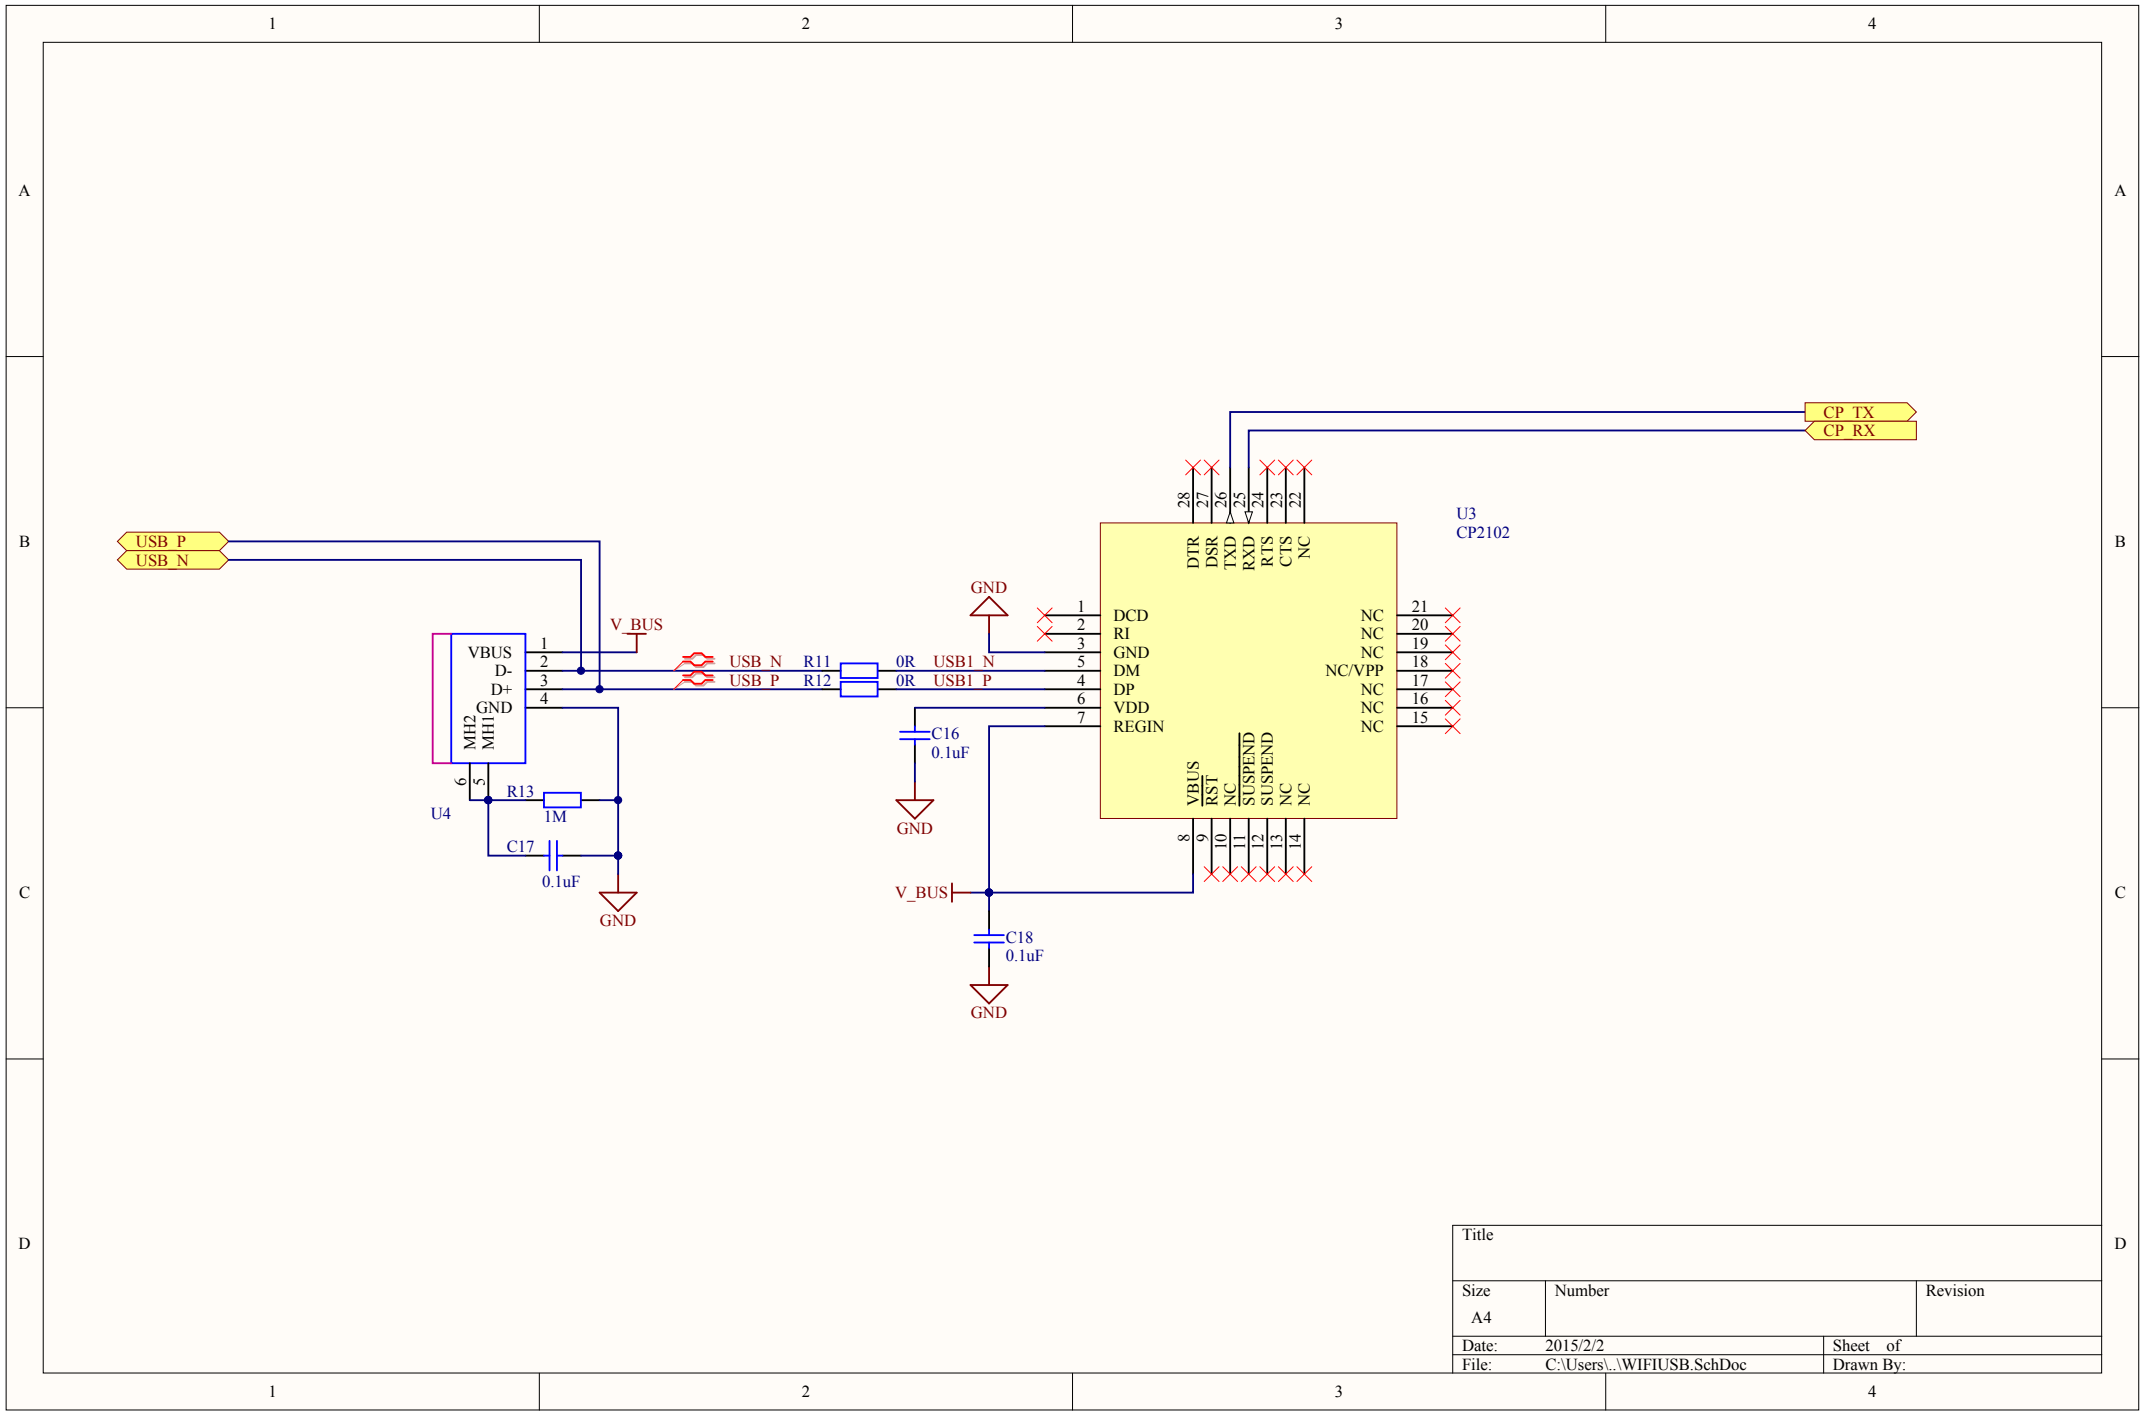 1 2 3 4
A A
CP_TX
CP_RX
28 27 26 25 24 23 22
U3
CP2102
B B
USB_P
USB_N
DTR DSR TXD RXD RTS CTS NC
GND
V_BUS
1 DCD NC 21
2 RI NC 20
3 GND NC 19
5 DM NC/VPP 18
4 DP NC 17
6 VDD NC 16
7 REGIN NC 15
VBUS 1
D- 2
D+ 3
GND 4
MH2 MH1
6 5
USB_N R11 0R USB1_N
USB_P R12 0R USB1_P
C16
0.1uF
GND
VBUS RST NC SUSPEND SUSPEND NC NC
8 9 10 11 12 13 14
R13
1M
U4
C17
0.1uF
GND
C C
V_BUS
C18
0.1uF
GND
D D
Title
Size Number Revision
A4
Date: 2015/2/2 Sheet of
File: C:\Users\..\WIFIUSB.SchDoc Drawn By:
1 2 3 4